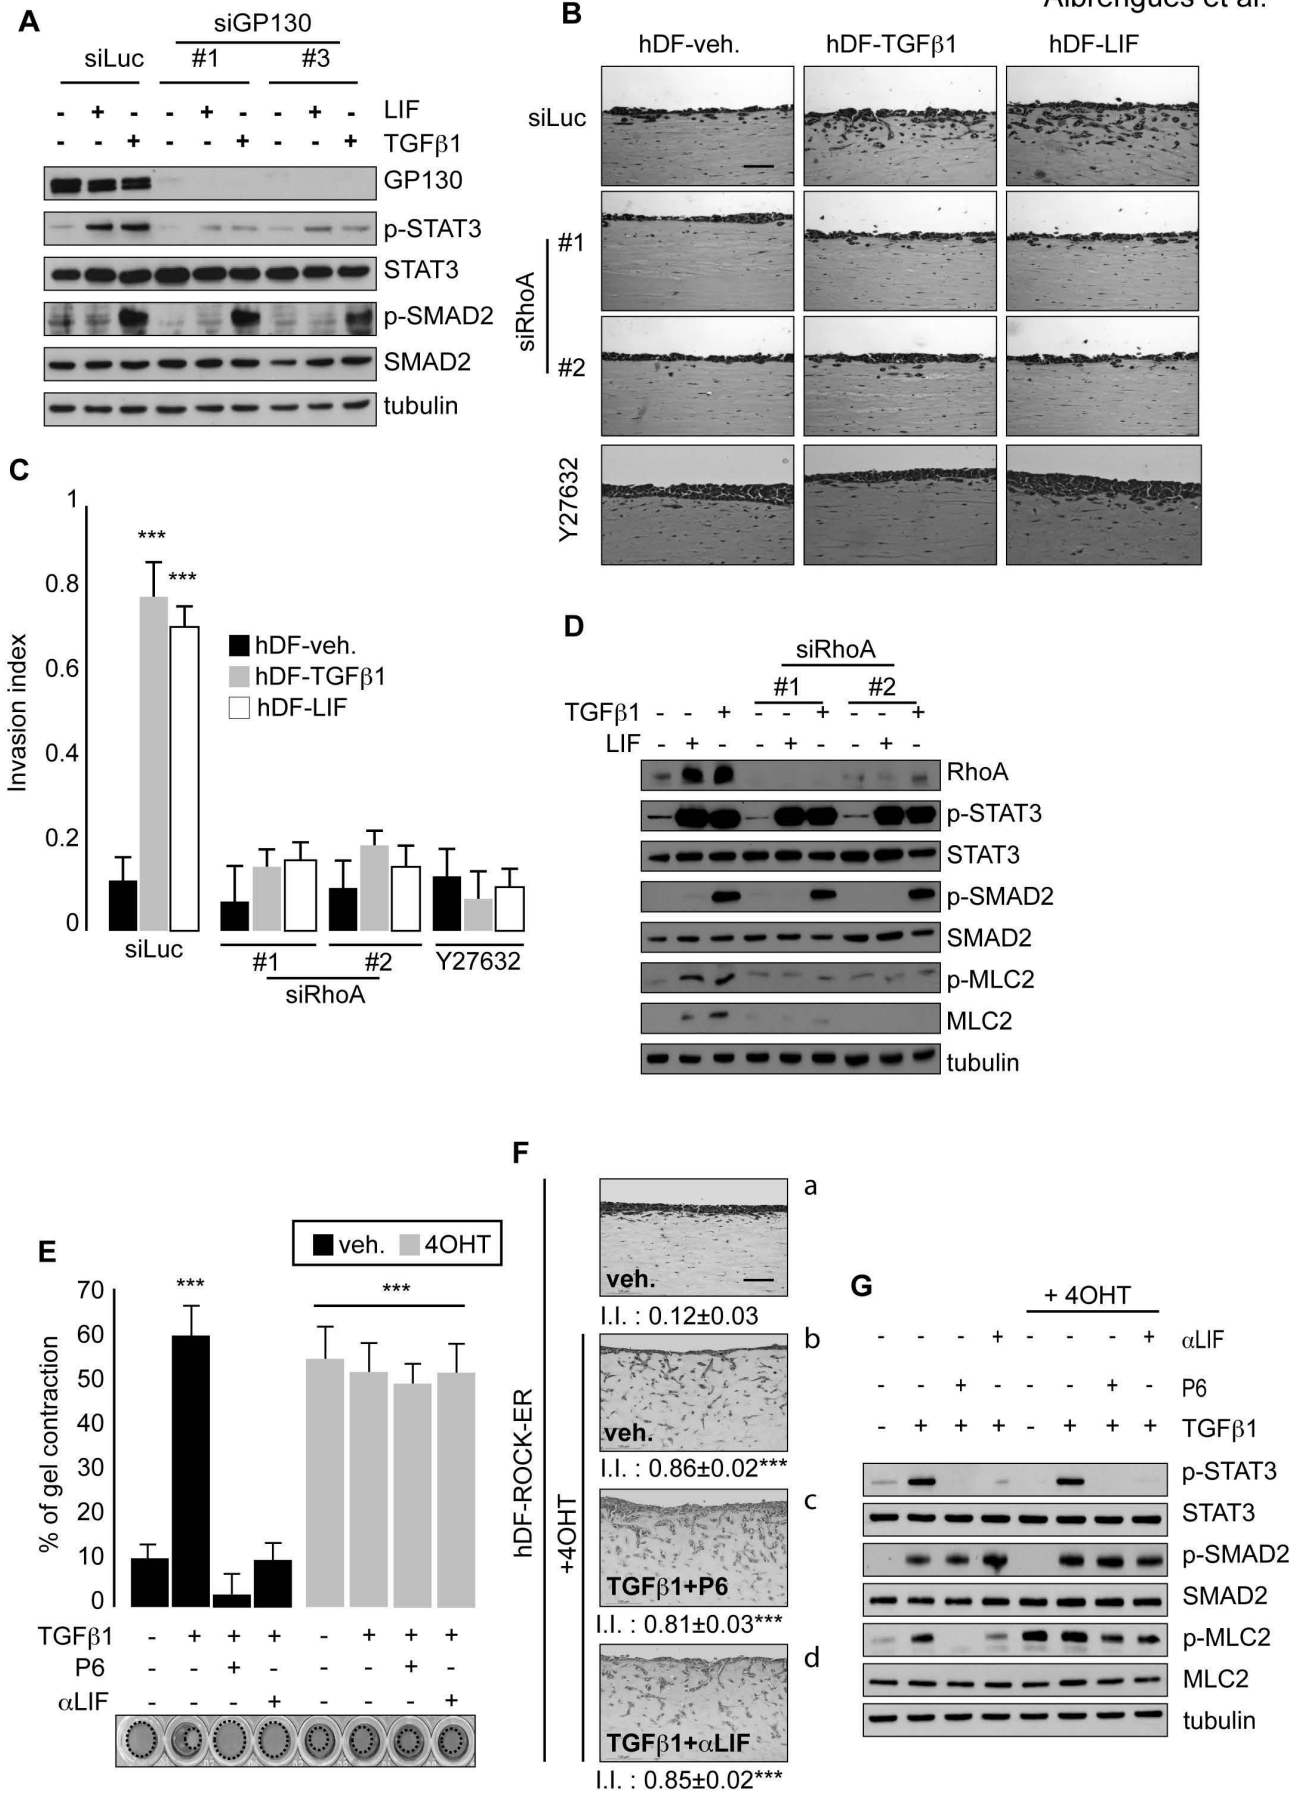 A
siGP130
siLuc #1 #3
- + - - + - - + - LIF
- - + - - + - - + TGFβ1
GP130
p-STAT3
STAT3
p-SMAD2
SMAD2
tubulin
B
hDF-veh. hDF-TGFβ1 hDF-LIF
siLuc
#1
siRhoA
#2
Y27632
C
Invasion index
1
0.8
0.6
0.4
0.2
0
*** ***
hDF-veh.
hDF-TGFβ1
hDF-LIF
siLuc #1 #2 Y27632
siRhoA
D
siRhoA
#1 #2
TGFβ1 - - + - - + - - +
LIF - + - - + - - + -
RhoA
p-STAT3
STAT3
p-SMAD2
SMAD2
p-MLC2
MLC2
tubulin
E
veh. 4OHT
% of gel contraction
70
60
50
40
30
20
10
0
*** ***
TGFβ1 - + + + - + + +
P6 - - + - - - + -
αLIF - - - + - - - +
F
hDF-ROCK-ER
+4OHT
a
veh.
I.I. : 0.12±0.03
b
veh.
I.I. : 0.86±0.02***
c
TGFβ1+P6
I.I. : 0.81±0.03***
d
TGFβ1+αLIF
I.I. : 0.85±0.02***
G
+ 4OHT
- - - + - - - + αLIF
- - + - - - + - P6
- + + + - + + + TGFβ1
p-STAT3
STAT3
p-SMAD2
SMAD2
p-MLC2
MLC2
tubulin